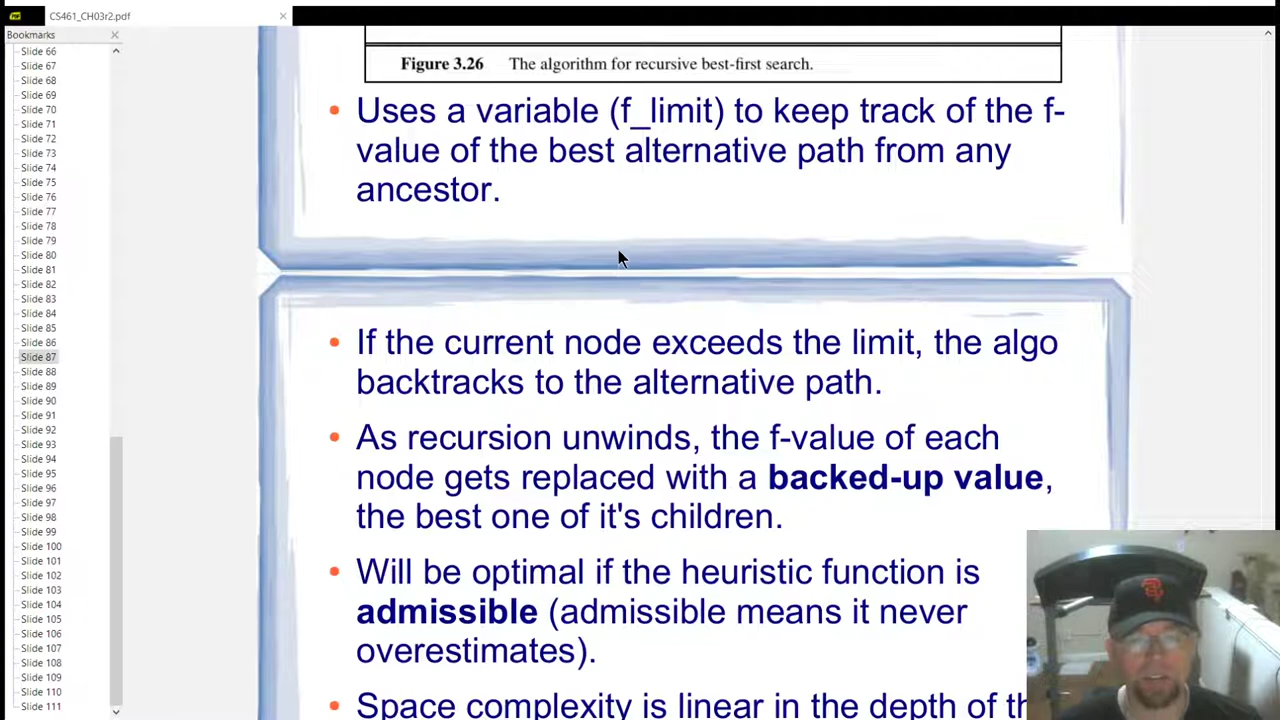 CS461_CH03r2.pdf
Bookmarks
Slide 66
Slide 67
Slide 68
Slide 69
Slide 70
Slide 71
Slide 72
Slide 73
Slide 74
Slide 75
Slide 76
Slide 77
Slide 78
Slide 79
Slide 80
Slide 81
Slide 82
Slide 83
Slide 84
Slide 85
Slide 86
Slide 87
Slide 88
Slide 89
Slide 90
Slide 91
Slide 92
Slide 93
Slide 94
Slide 95
Slide 96
Slide 97
Slide 98
Slide 99
Slide 100
Slide 101
Slide 102
Slide 103
Slide 104
Slide 105
Slide 106
Slide 107
Slide 108
Slide 109
Slide 110
Slide 111
Figure 3.26 The algorithm for recursive best-first search.
• Uses a variable (f_limit) to keep track of the f-
value of the best alternative path from any
ancestor.
• If the current node exceeds the limit, the algo
backtracks to the alternative path.
• As recursion unwinds, the f-value of each
node gets replaced with a backed-up value,
the best one of it's children.
• Will be optimal if the heuristic function is
admissible (admissible means it never
overestimates).
• Space complexity is linear in the depth of